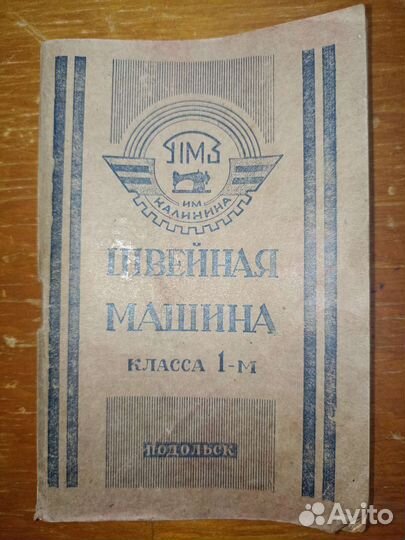 ПМЗ
ИМ.
КАЛИНИНА
ШВЕЙНАЯ
МАШИНА
КЛАССА 1-М
ПОДОЛЬСК
Avito